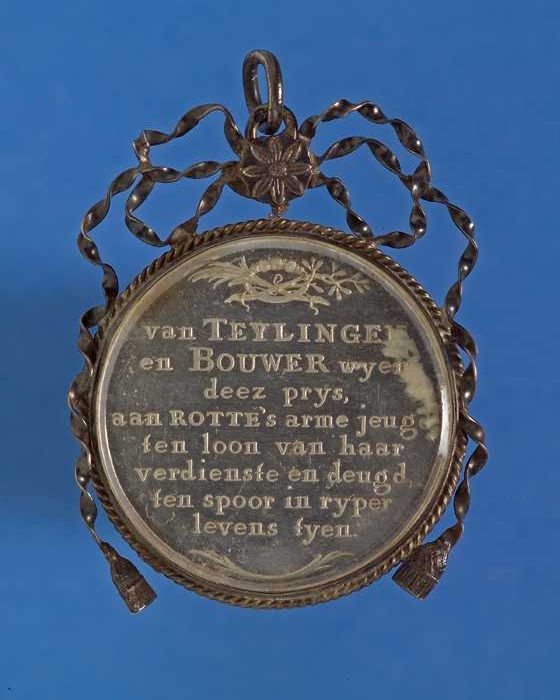 van TEYLINGEN
en BOUWER wyen
deez prys,
aan ROTTE's arme jeugd
ten loon van haar
verdienste en deugd,
ten spoor in ryper
levens tyen.